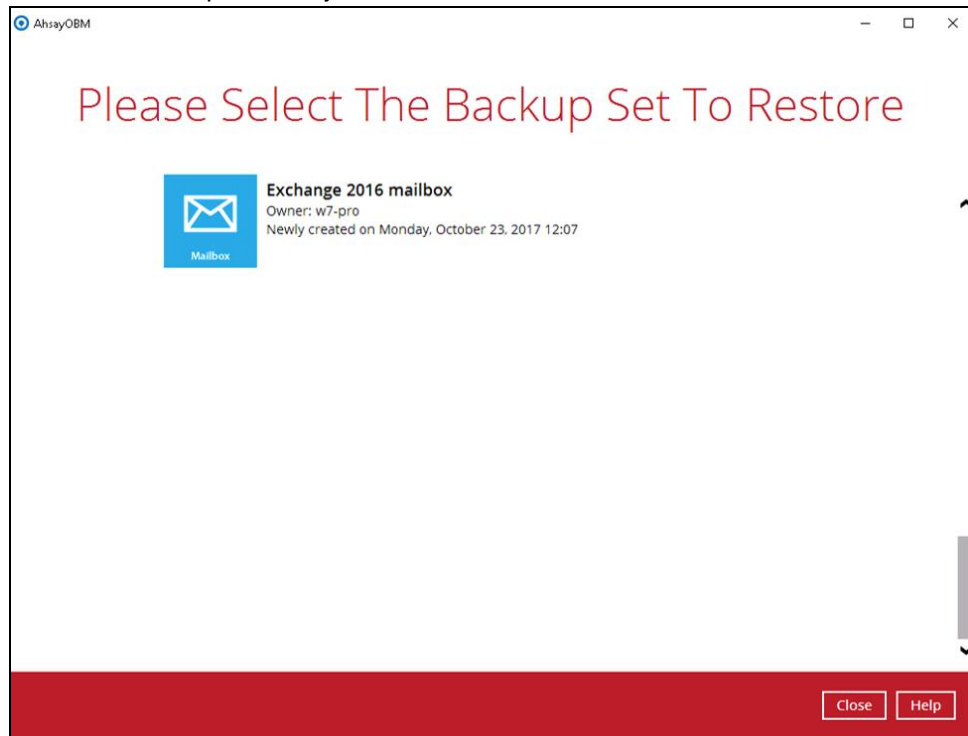 AhsayOBM
Please Select The Backup Set To Restore
Exchange 2016 mailbox
Owner: w7-pro
Newly created on Monday, October 23, 2017 12:07
Mailbox
Close Help